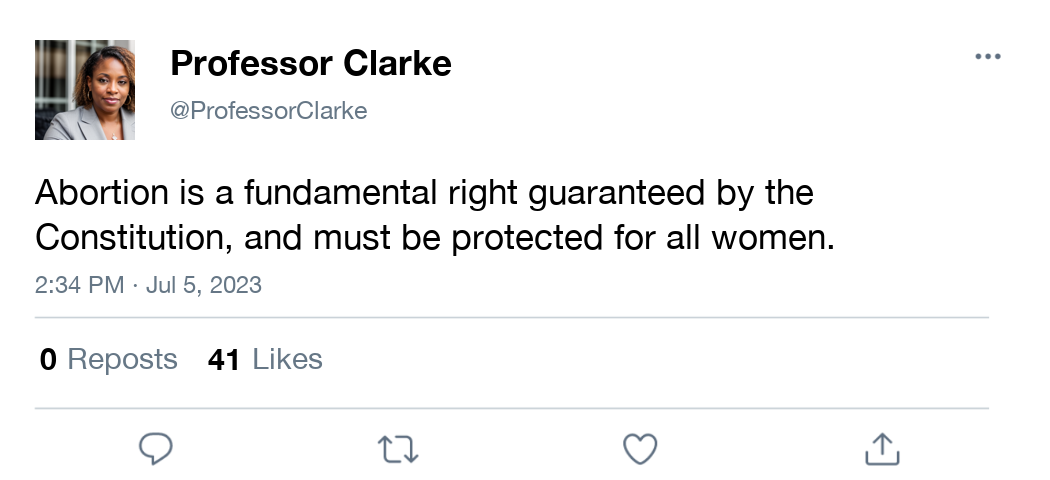 Professor Clarke
@ProfessorClarke
Abortion is a fundamental right guaranteed by the
Constitution, and must be protected for all women.
2:34 PM · Jul 5, 2023
0 Reposts 41 Likes